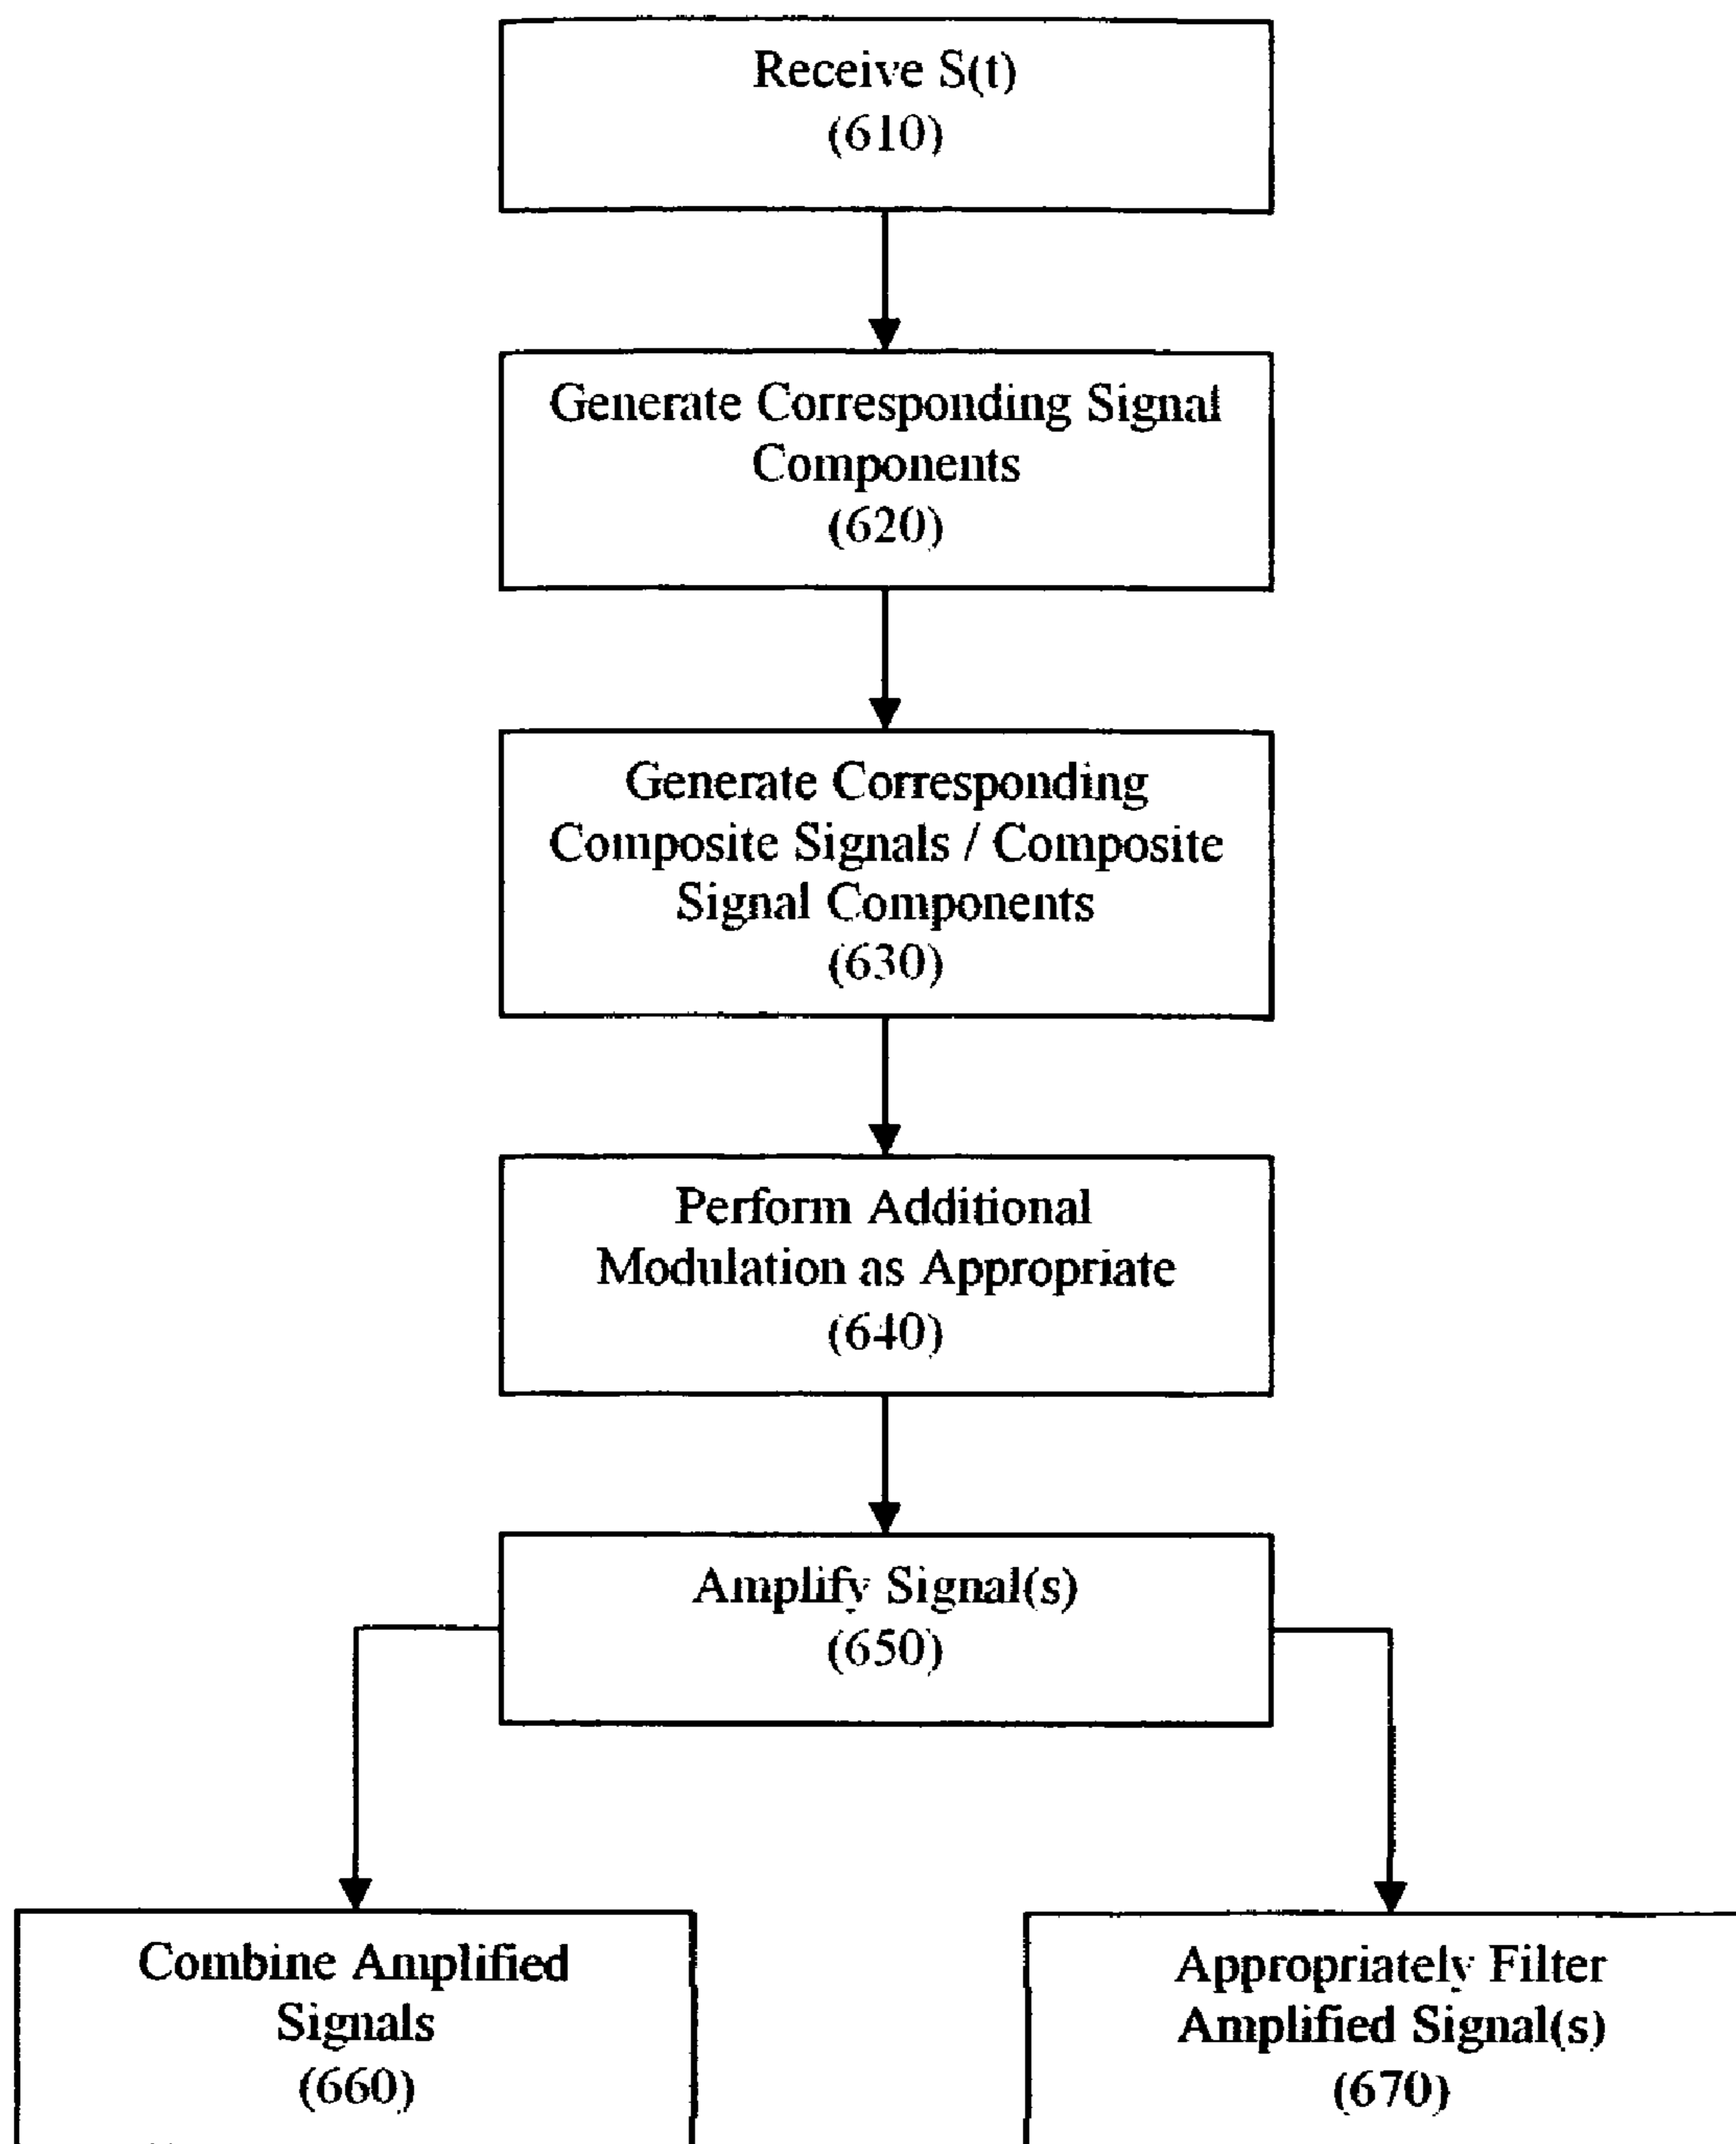 Receive S(t)
(610)
Generate Corresponding Signal
Components
(620)
Generate Corresponding
Composite Signals / Composite
Signal Components
(630)
Perform Additional
Modulation as Appropriate
(640)
Amplify Signal(s)
(650)
Combine Amplified
Signals
(660)
Appropriately Filter
Amplified Signal(s)
(670)